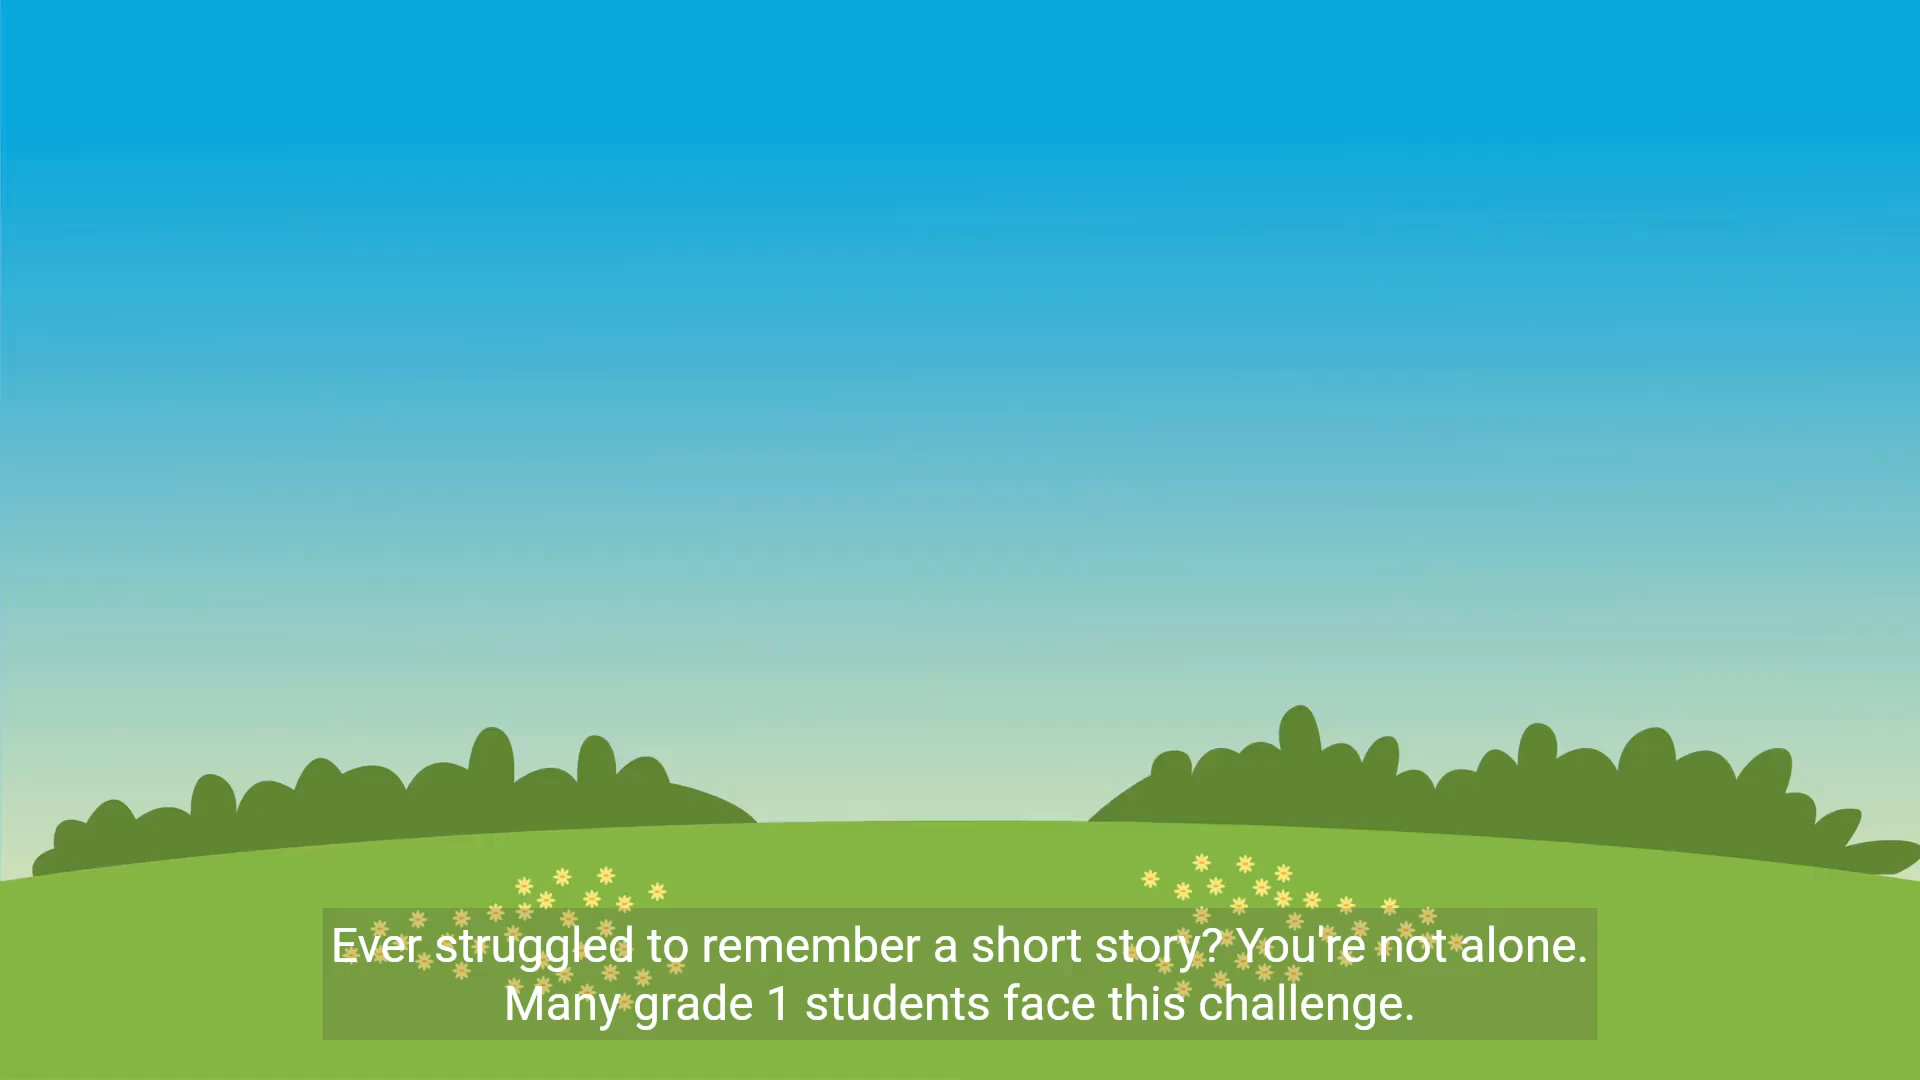 Ever struggled to remember a short story? You're not alone.
Many grade 1 students face this challenge.